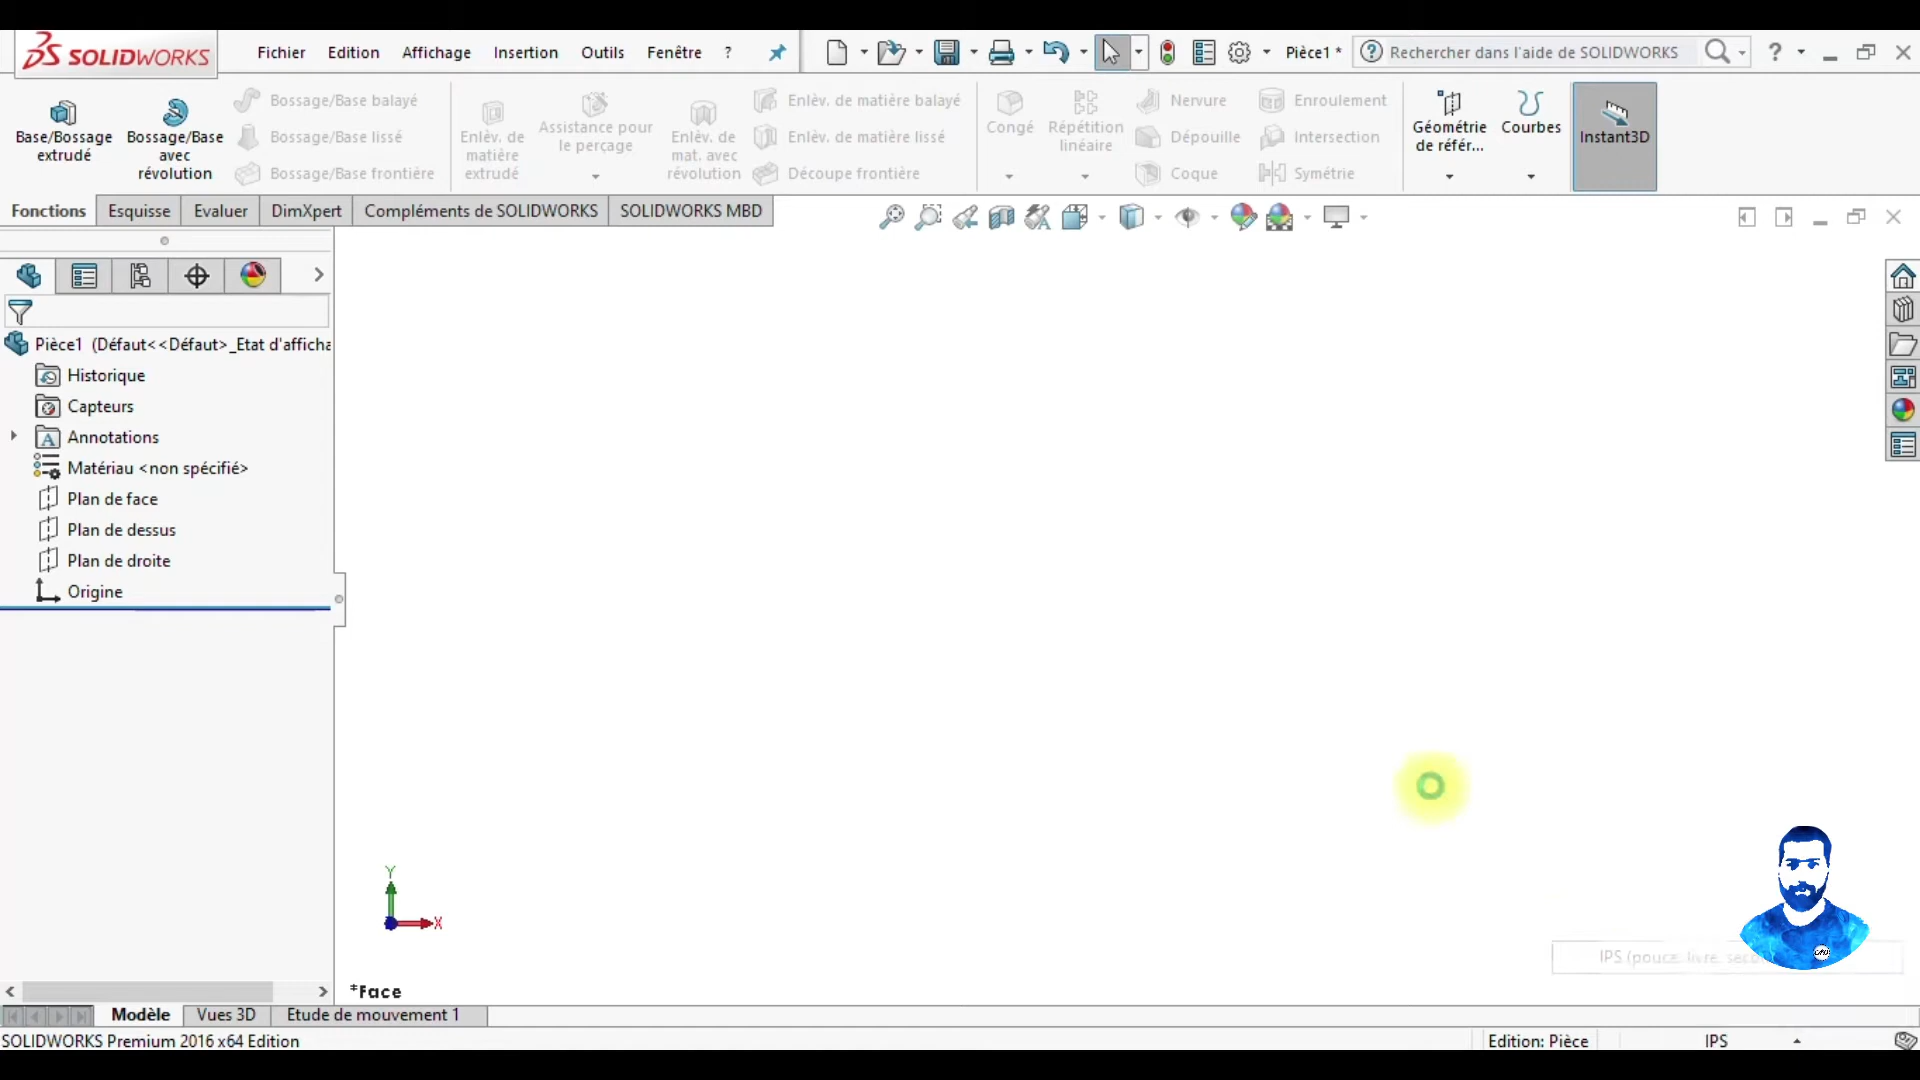 SOLIDWORKS
Fichier Edition Affichage Insertion Outils Fenêtre ?
Pièce1 *
Rechercher dans l'aide de SOLIDWORKS
Base/Bossage extrudé
Bossage/Base avec révolution
Bossage/Base balayé
Bossage/Base lissé
Bossage/Base frontière
Enlèv. de matière extrudé
Assistance pour le perçage
Enlèv. de mat. avec révolution
Enlèv. de matière balayé
Enlèv. de matière lissé
Découpe frontière
Congé
Répétition linéaire
Nervure
Dépouille
Coque
Enroulement
Intersection
Symétrie
Géométrie de référ...
Courbes
Instant3D
Fonctions Esquisse Evaluer DimXpert Compléments de SOLIDWORKS SOLIDWORKS MBD
Pièce1 (Défaut<<Défaut>_Etat d'afficha
Historique
Capteurs
Annotations
Matériau <non spécifié>
Plan de face
Plan de dessus
Plan de droite
Origine
Y
X
IPS (pouce, livre,
*Face
Modèle Vues 3D Etude de mouvement 1
SOLIDWORKS Premium 2016 x64 Edition
Edition: Pièce IPS